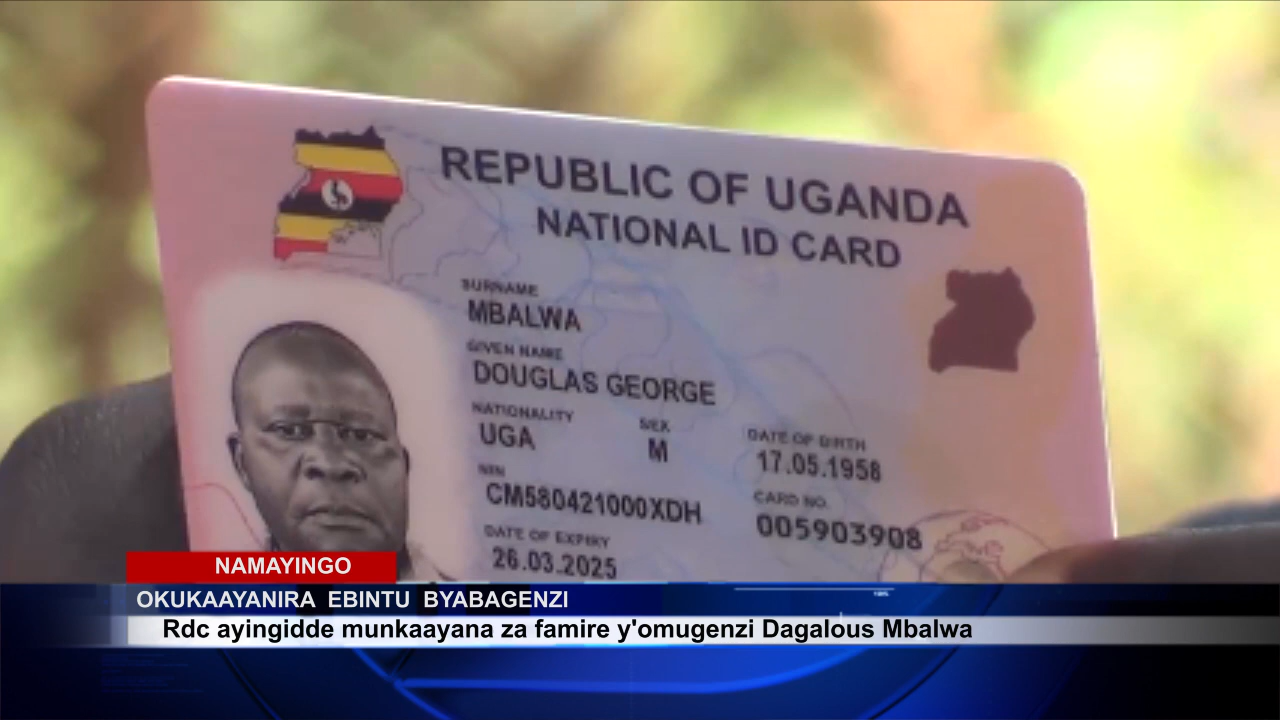 REPUBLIC OF UGANDA
NATIONAL ID CARD
SURNAME
MBALWA
GIVEN NAME
DOUGLAS GEORGE
NATIONALITY
SEX
DATE OF BIRTH
UGA
M
17.05.1958
NIN
CARD NO.
CM580421000XDH
005903908
DATE OF EXPIRY
26.03.2025
NAMAYINGO
OKUKAAYANIRA EBINTU BYABAGENZI
Rdc ayingidde munkaayana za famire y'omugenzi Dagalous Mbalwa